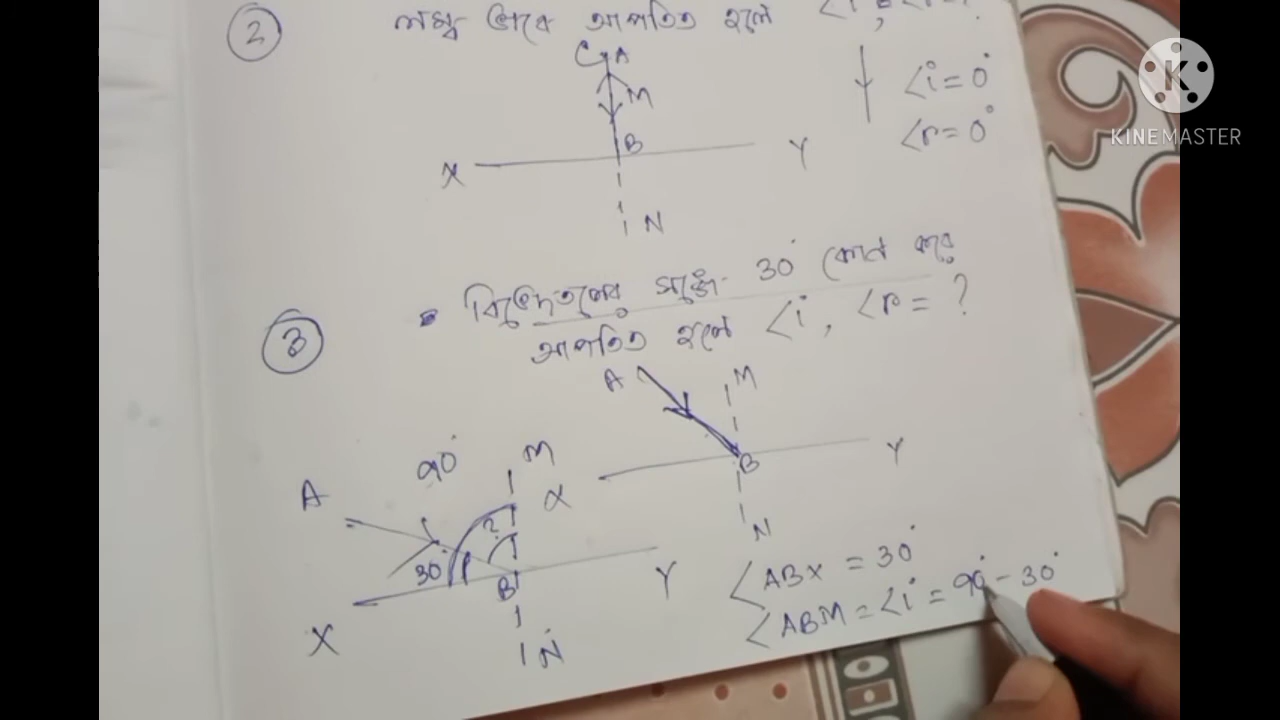 ② লম্ব ভাবে আপতিত হলে <i, <r = ?
C A
M
B
X Y
N
<i = 0°
<r = 0°
KINEMASTER
③ বিভেদতলের সঙ্গে 30° কোন করে
আপতিত হলে <i, <r = ?
A M
B
X Y
N
90°
A M
?
30°
B
X Y
N
<ABX = 30°
<ABM = <i = 90° - 30°